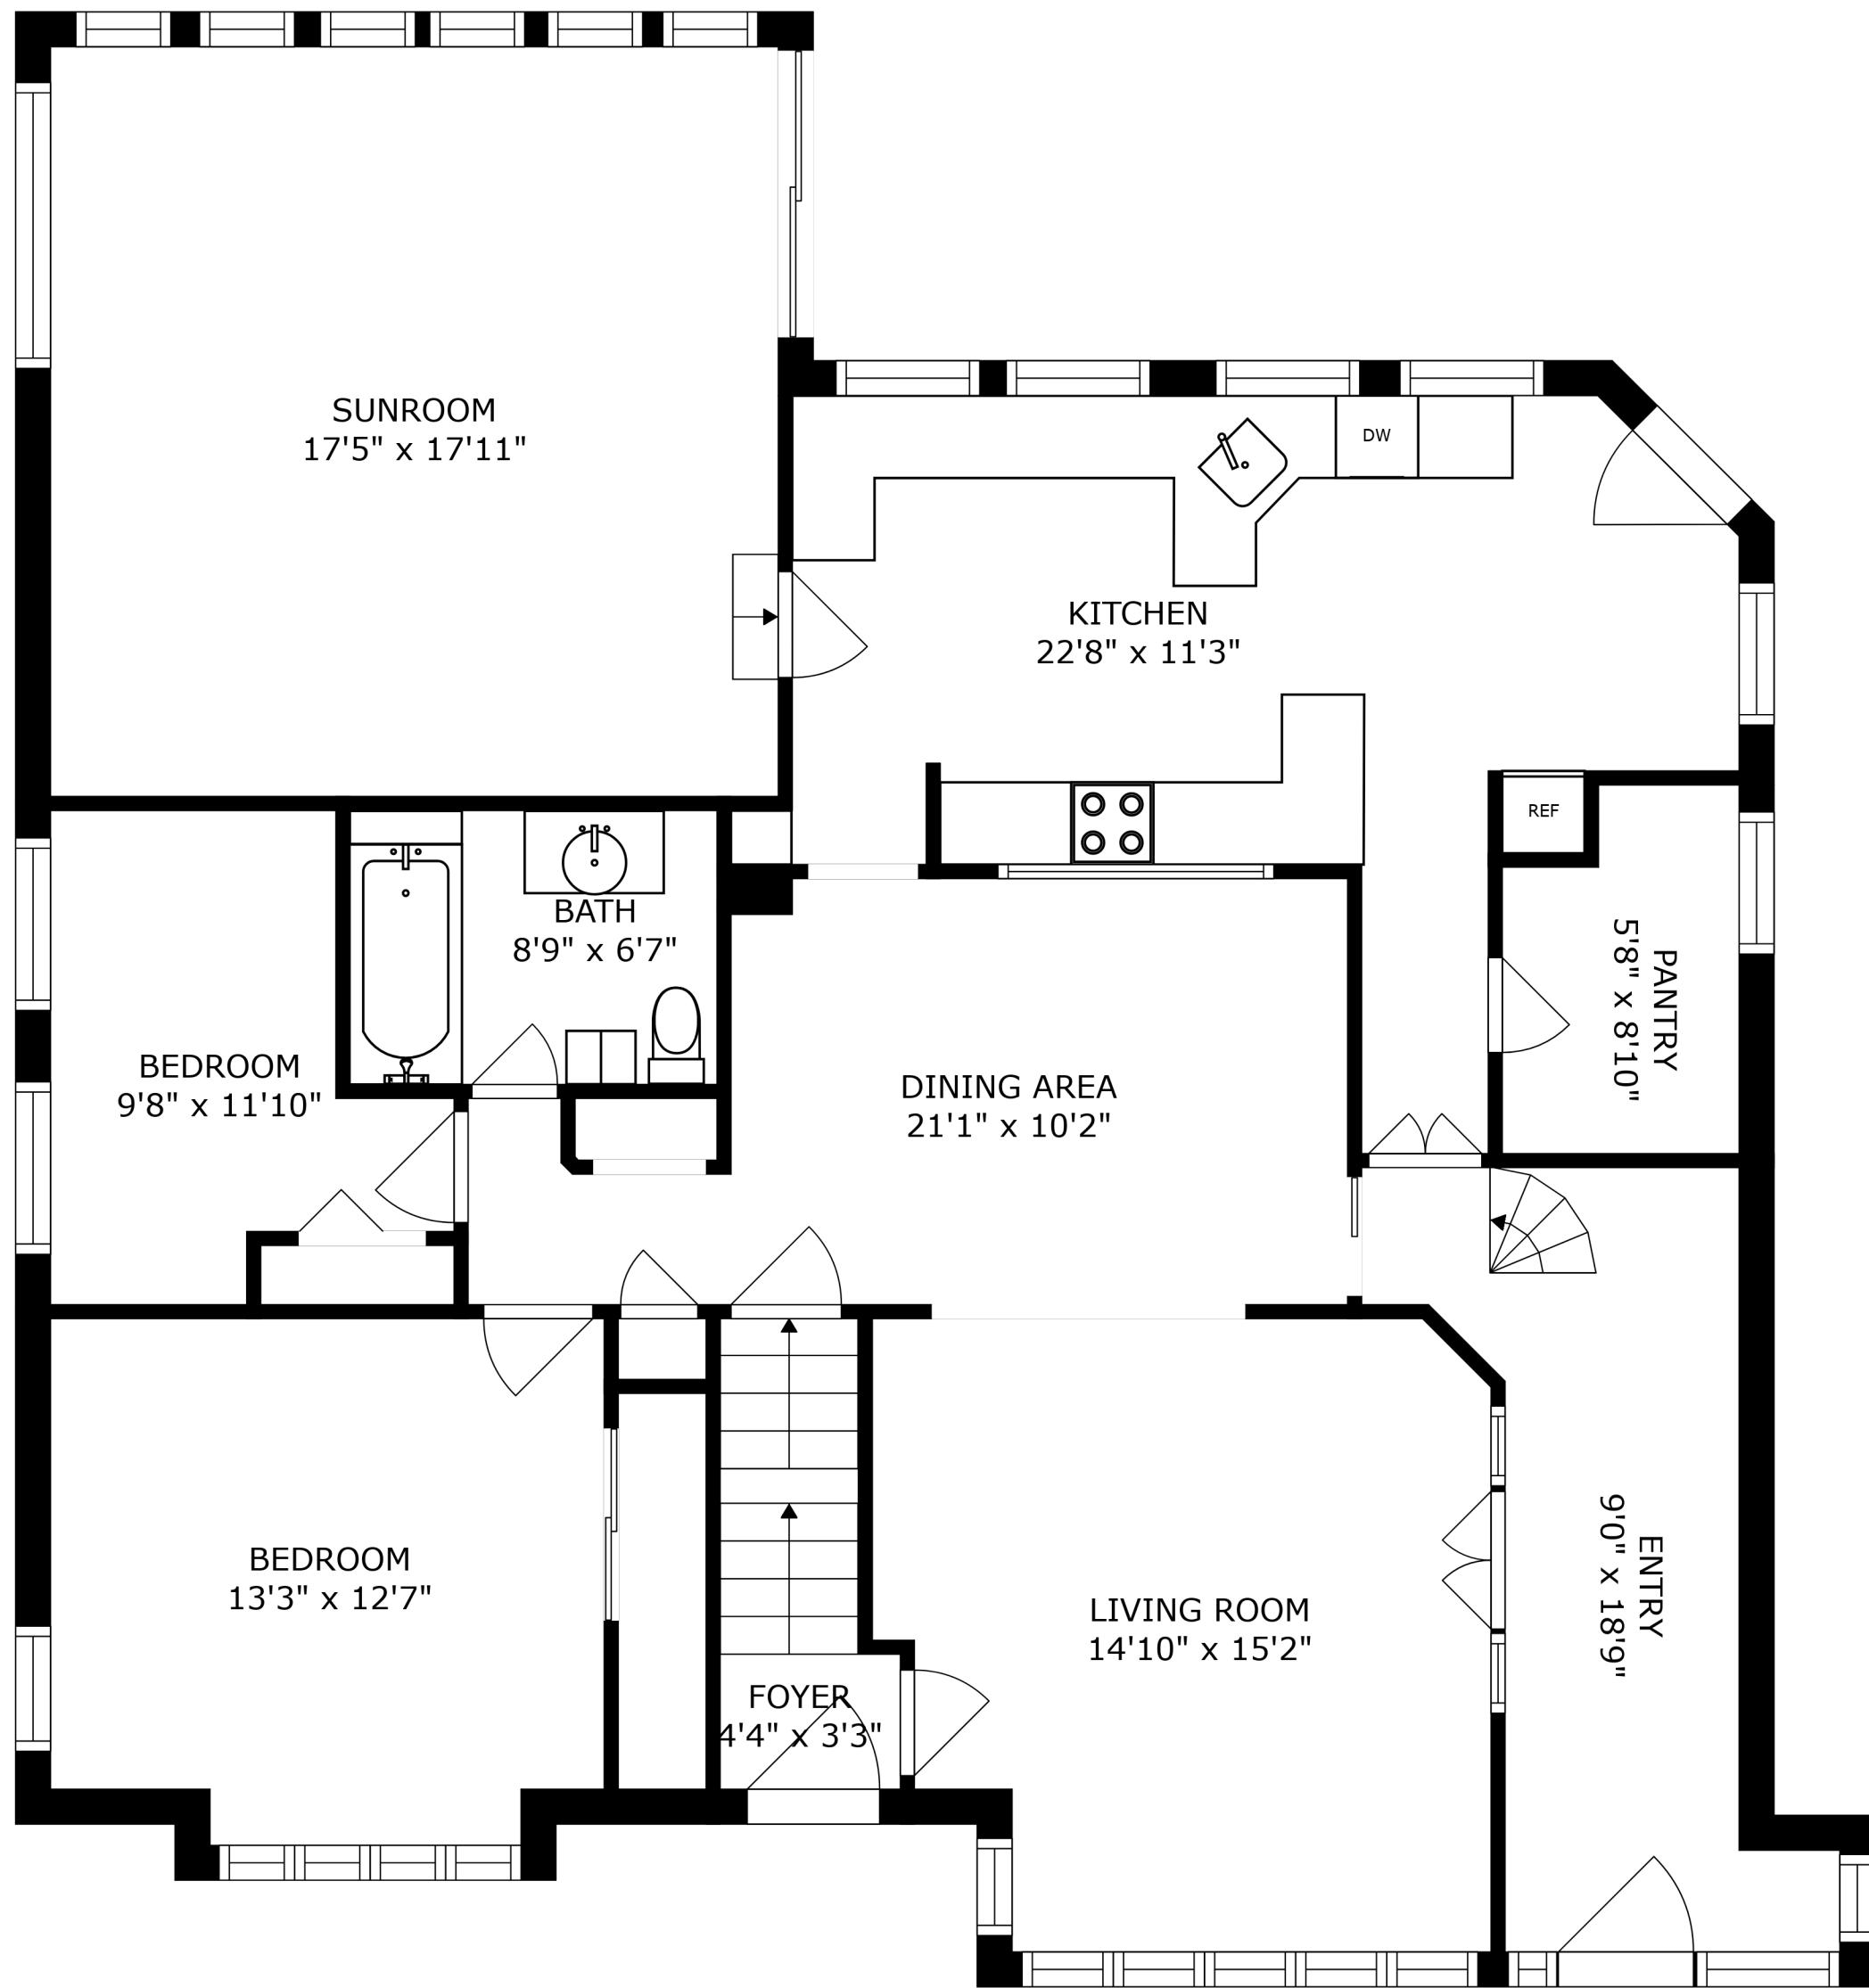 SUNROOM
17'5" x 17'11"
DW
KITCHEN
22'8" x 11'3"
REF
BATH
8'9" x 6'7"
PANTRY
5'8" x 8'10"
BEDROOM
9'8" x 11'10"
DINING AREA
21'1" x 10'2"
BEDROOM
13'3" x 12'7"
LIVING ROOM
14'10" x 15'2"
ENTRY
9'0" x 18'9"
FOYER
4'4" x 3'3"